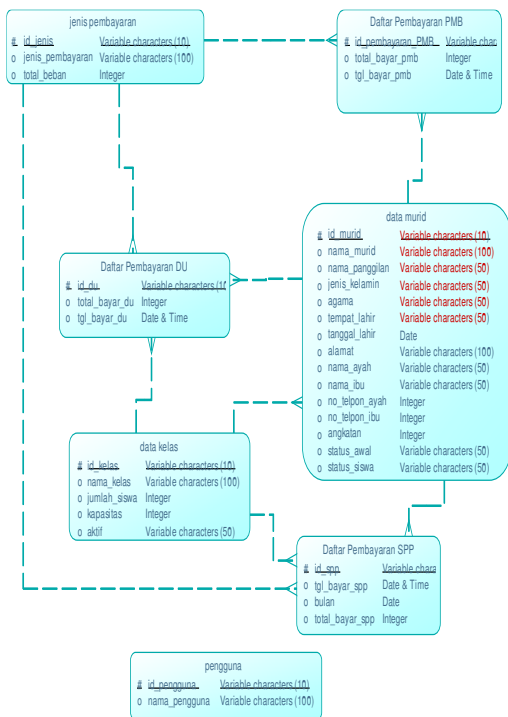 jenis pembayaran
# id_jenis Variable characters (10)
o jenis_pembayaran Variable characters (100)
o total_beban Integer
Daftar Pembayaran PMB
# id_pembayaran_PMB Variable char
o total_bayar_pmb Integer
o tgl_bayar_pmb Date & Time
data murid
# id_murid Variable characters (10)
o nama_murid Variable characters (100)
o nama_panggilan Variable characters (50)
o jenis_kelamin Variable characters (50)
o agama Variable characters (50)
o tempat_lahir Variable characters (50)
o tanggal_lahir Date
o alamat Variable characters (100)
o nama_ayah Variable characters (50)
o nama_ibu Variable characters (50)
o no_telpon_ayah Integer
o no_telpon_ibu Integer
o angkatan Integer
o status_awal Variable characters (50)
o status_siswa Variable characters (50)
Daftar Pembayaran DU
# id_du Variable characters (10
o total_bayar_du Integer
o tgl_bayar_du Date & Time
data kelas
# id_kelas Variable characters (10)
o nama_kelas Variable characters (100)
o jumlah_siswa Integer
o kapasitas Integer
o aktif Variable characters (50)
Daftar Pembayaran SPP
# id_spp Variable chara
o tgl_bayar_spp Date & Time
o bulan Date
o total_bayar_spp Integer
pengguna
# id_pengguna Variable characters (10)
o nama_pengguna Variable characters (100)